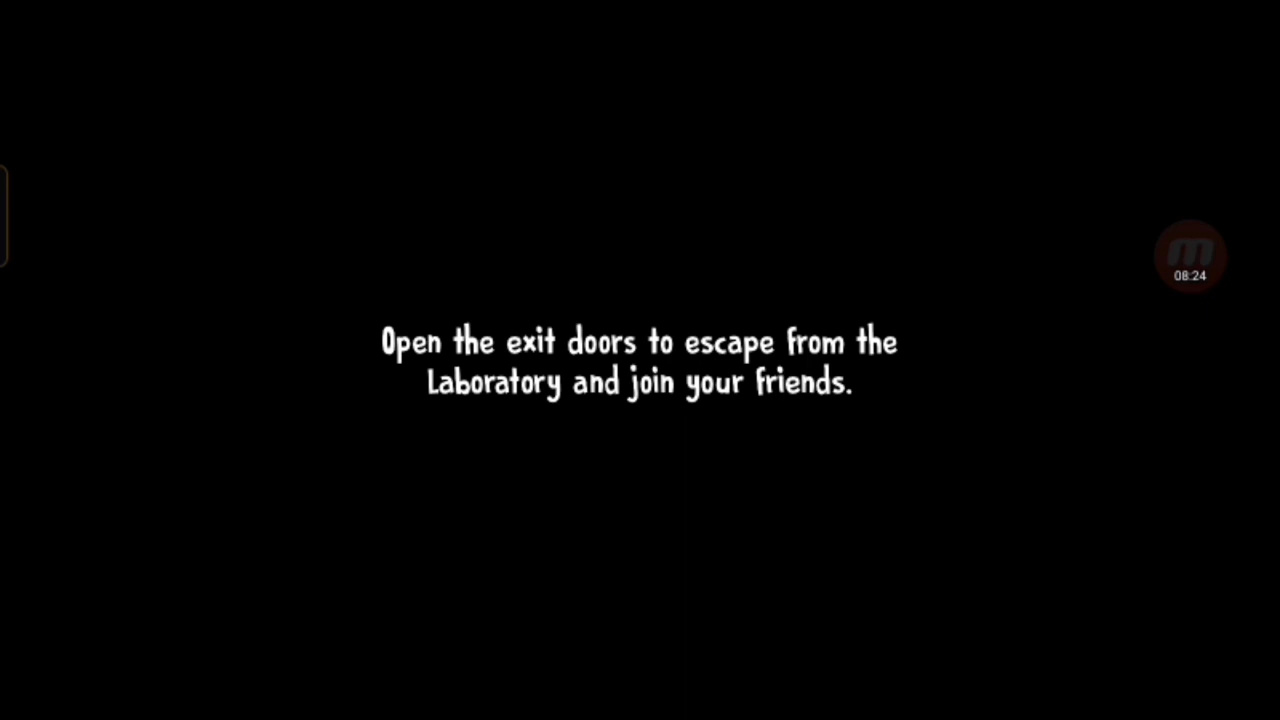 m
08:24
Open the exit doors to escape from the
Laboratory and join your friends.